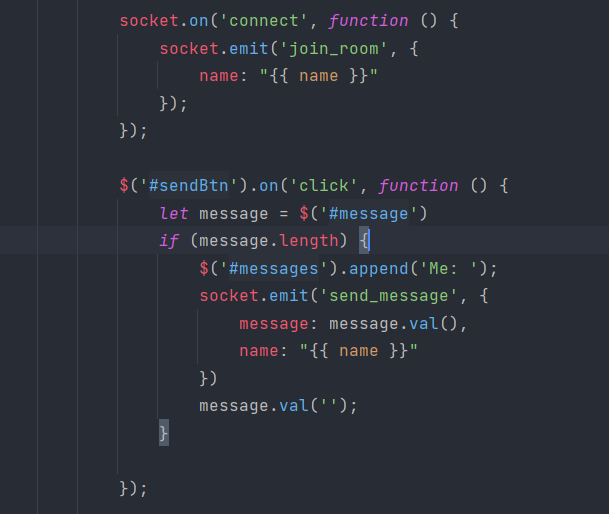 socket.on('connect', function () {
socket.emit('join_room', {
name: "{{ name }}"
});
});
$('#sendBtn').on('click', function () {
let message = $('#message')
if (message.length) {
$('#messages').append('Me: ');
socket.emit('send_message', {
message: message.val(),
name: "{{ name }}"
})
message.val('');
}
});